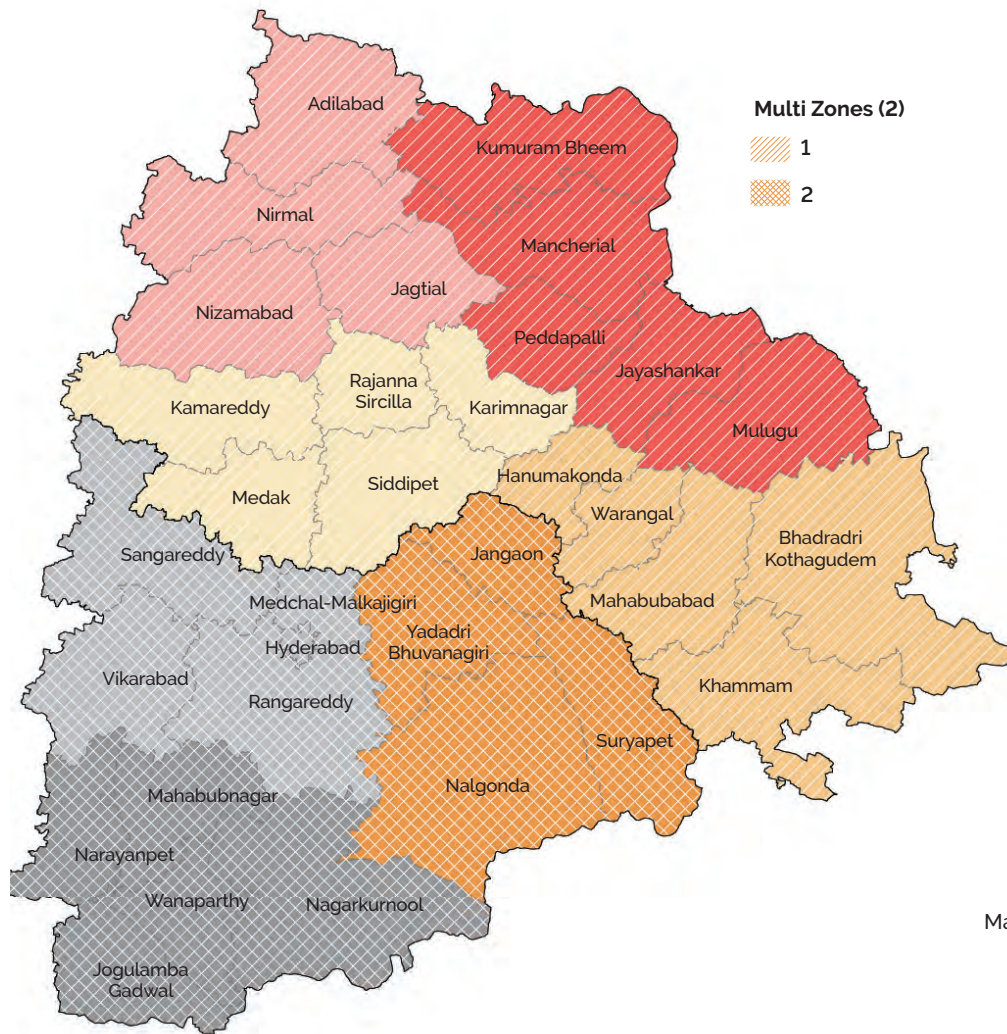 Adilabad
Multi Zones (2)
Kumuram Bheem
1
2
Nirmal
Mancherial
Jagtial
Nizamabad
Peddapalli
Jayashankar
Rajanna
Sircilla
Kamareddy
Karimnagar
Mulugu
Hanumakonda
Siddipet
Medak
Warangal
Bhadradri
Kothagudem
Sangareddy
Jangaon
Medchal-Malkajigiri
Mahabubabad
Yadadri
Bhuvanagiri
Hyderabad
Vikarabad
Khammam
Rangareddy
Suryapet
Nalgonda
Mahabubnagar
Narayanpet
Wanaparthy
Nagarkurnool
Ma
Jogulamba
Gadwal